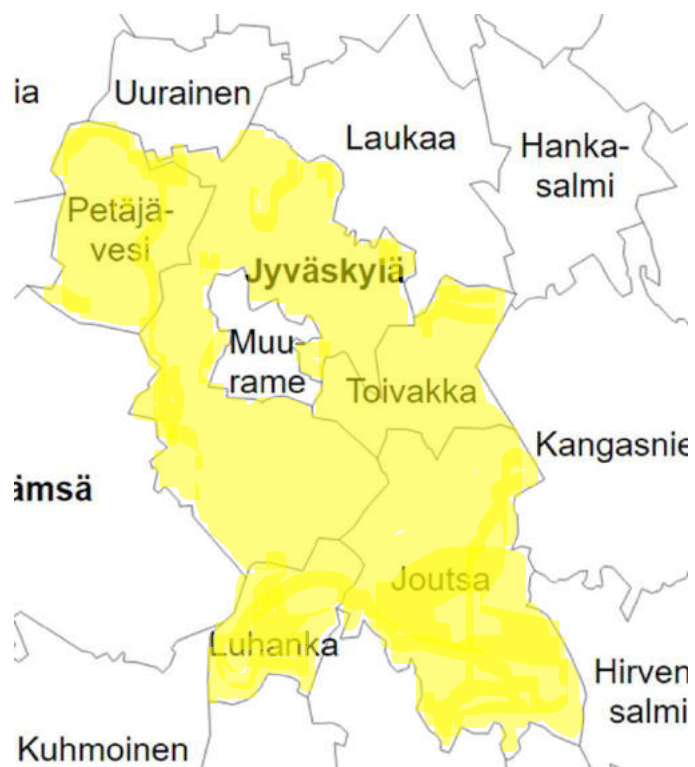 ia
Uurainen
Laukaa
Hanka-
salmi
Petäjä-
vesi
Jyväskylä
Muu-
rame
Toivakka
Kangasnie
ämsä
Joutsa
Luhanka
Hirven
salmi
Kuhmoinen